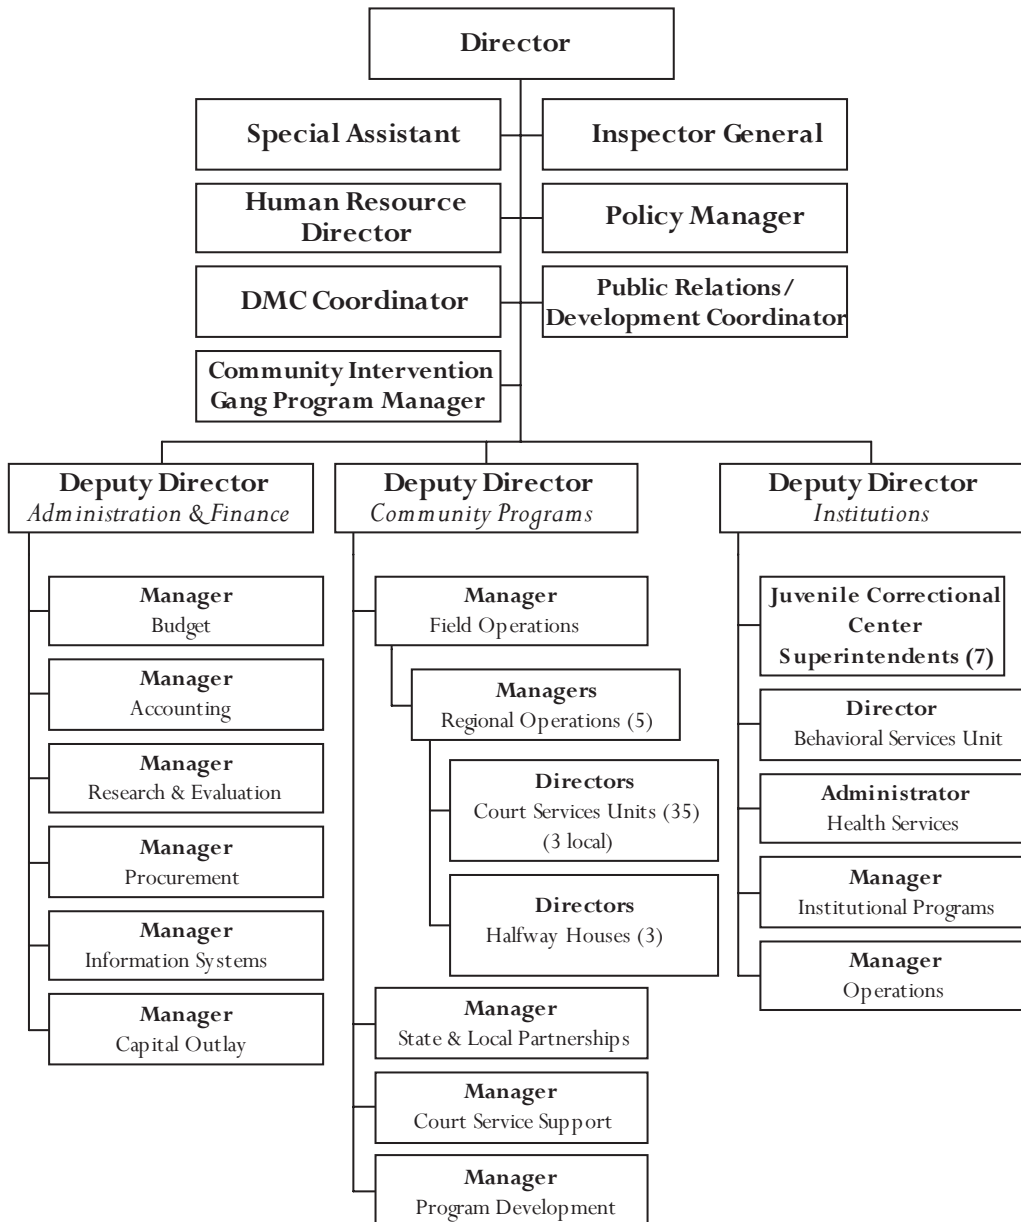 Director
Special Assistant
Inspector General
Human Resource
Director
Policy Manager
DMC Coordinator
Public Relations/
Development Coordinator
Community Intervention
Gang Program Manager
Deputy Director
Administration & Finance
Manager
Budget
Manager
Accounting
Manager
Research & Evaluation
Manager
Procurement
Manager
Information Systems
Manager
Capital Outlay
Deputy Director
Community Programs
Manager
Field Operations
Managers
Regional Operations (5)
Directors
Court Services Units (35)
(3 local)
Directors
Halfway Houses (3)
Manager
State & Local Partnerships
Manager
Court Service Support
Manager
Program Development
Deputy Director
Institutions
Juvenile Correctional
Center
Superintendents (7)
Director
Behavioral Services Unit
Administrator
Health Services
Manager
Institutional Programs
Manager
Operations